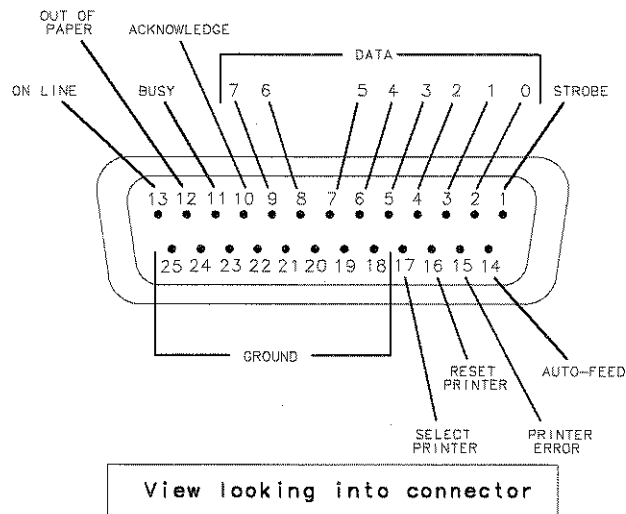 OUT OF
PAPER
ACKNOWLEDGE
DATA
ON LINE
BUSY
7 6 5 4 3 2 1 0
STROBE
13 12 11 10 9 8 7 6 5 4 3 2 1
25 24 23 22 21 20 19 18 17 16 15 14
GROUND
RESET
PRINTER
AUTO-FEED
SELECT
PRINTER
PRINTER
ERROR
View looking into connector